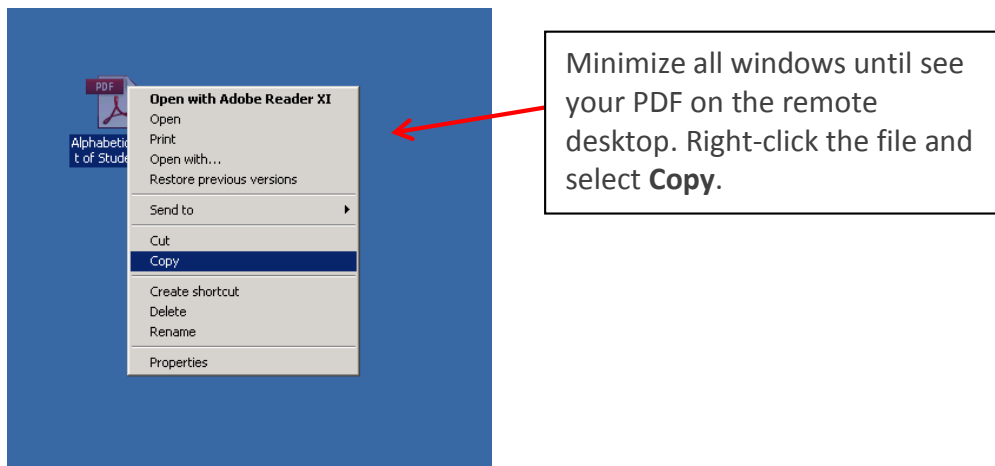 PDF
Alphabetic
t of Stude
Open with Adobe Reader XI
Open
Print
Open with...
Restore previous versions
Send to
Cut
Copy
Create shortcut
Delete
Rename
Properties
Minimize all windows until see
your PDF on the remote
desktop. Right-click the file and
select Copy.